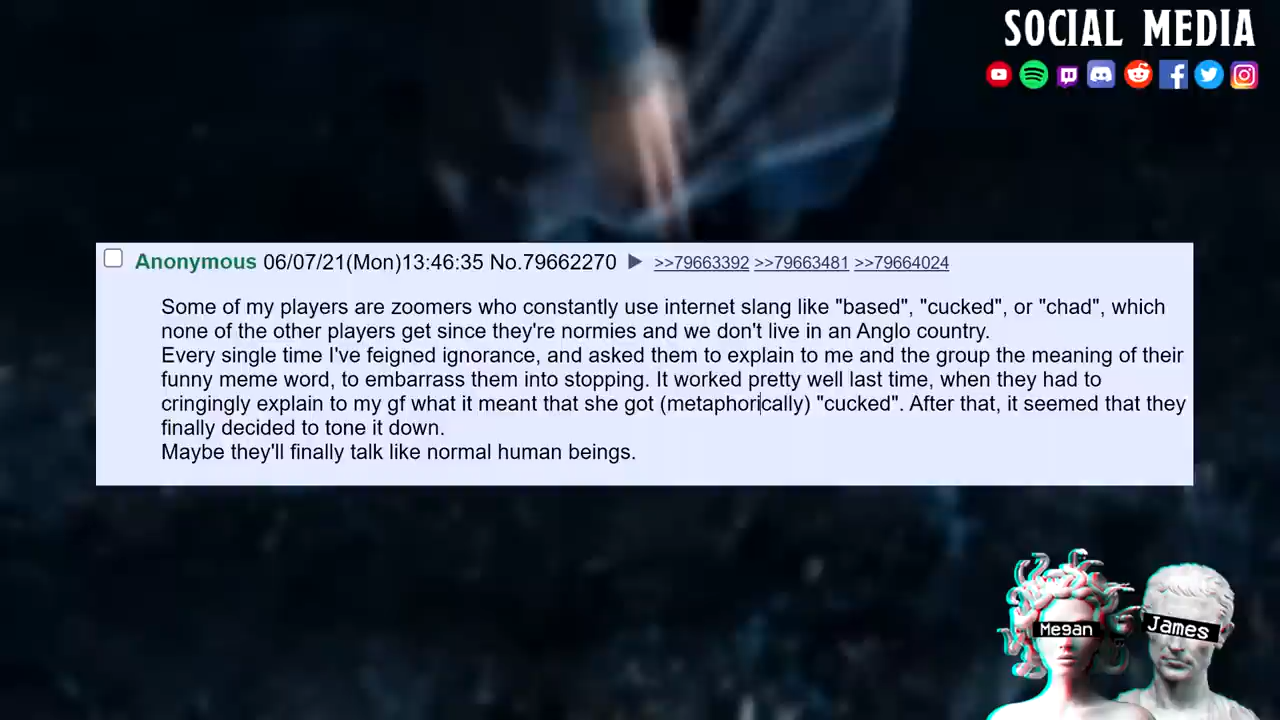 SOCIAL MEDIA
Anonymous 06/07/21(Mon)13:46:35 No.79662270 ▶ >>79663392 >>79663481 >>79664024
Some of my players are zoomers who constantly use internet slang like "based", "cucked", or "chad", which
none of the other players get since they're normies and we don't live in an Anglo country.
Every single time I've feigned ignorance, and asked them to explain to me and the group the meaning of their
funny meme word, to embarrass them into stopping. It worked pretty well last time, when they had to
cringingly explain to my gf what it meant that she got (metaphorically) "cucked". After that, it seemed that they
finally decided to tone it down.
Maybe they'll finally talk like normal human beings.
Megan
James